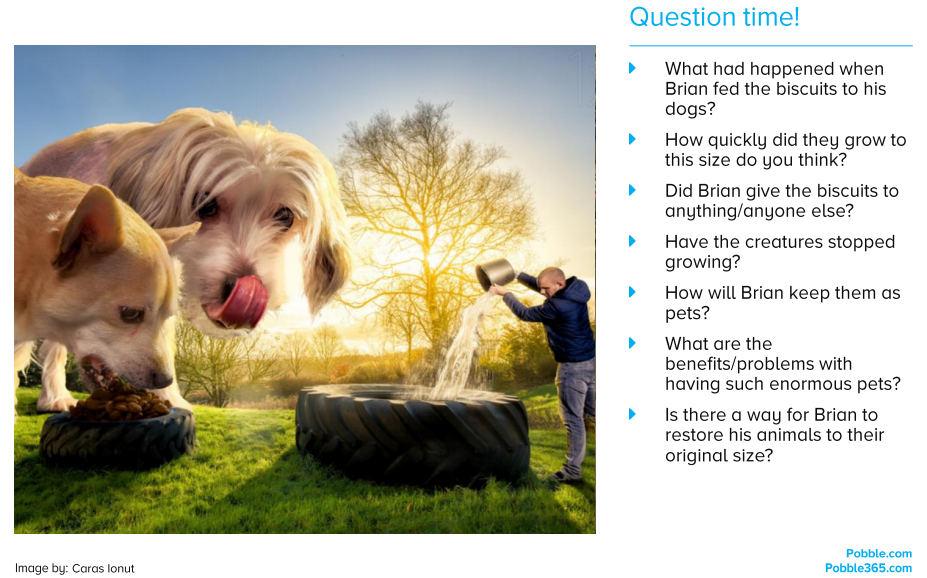 Question time!
What had happened when
Brian fed the biscuits to his
dogs?
How quickly did they grow to
this size do you think?
Did Brian give the biscuits to
anything/anyone else?
Have the creatures stopped
growing?
How will Brian keep them as
pets?
What are the
benefits/problems with
having such enormous pets?
Is there a way for Brian to
restore his animals to their
original size?
Image by: Caras Ionut
Pobble.com
Pobble365.com